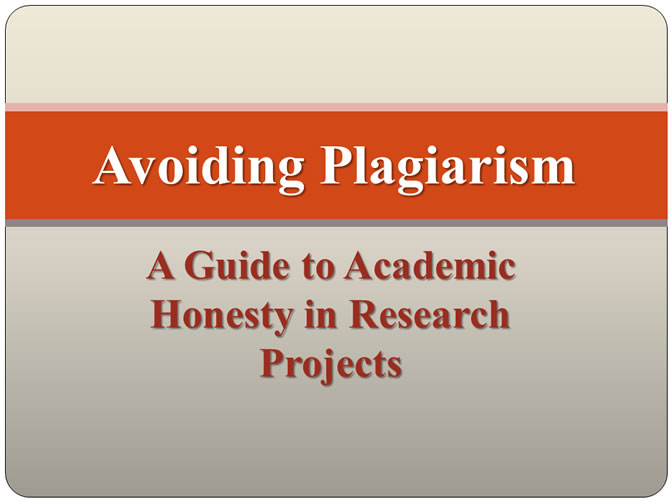 Avoiding Plagiarism
A Guide to Academic
Honesty in Research
Projects